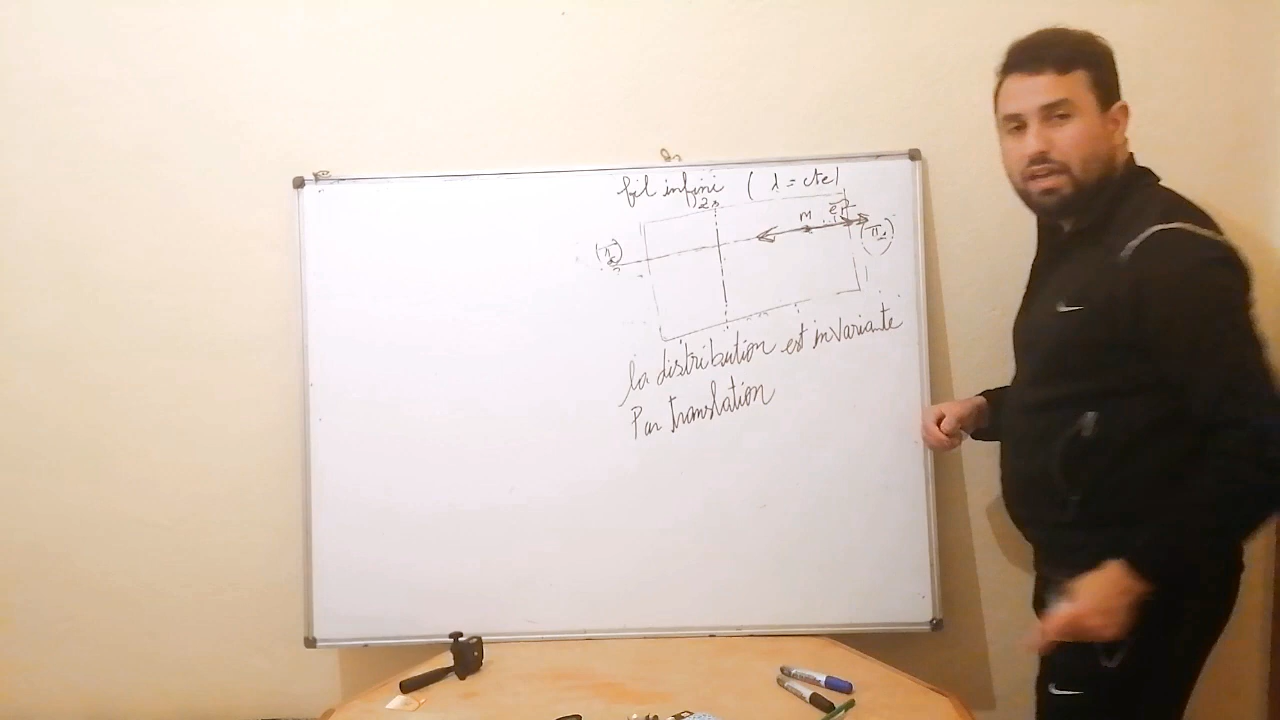 fil infini ( λ = cte )
M
la distribution est invariante
Par translation